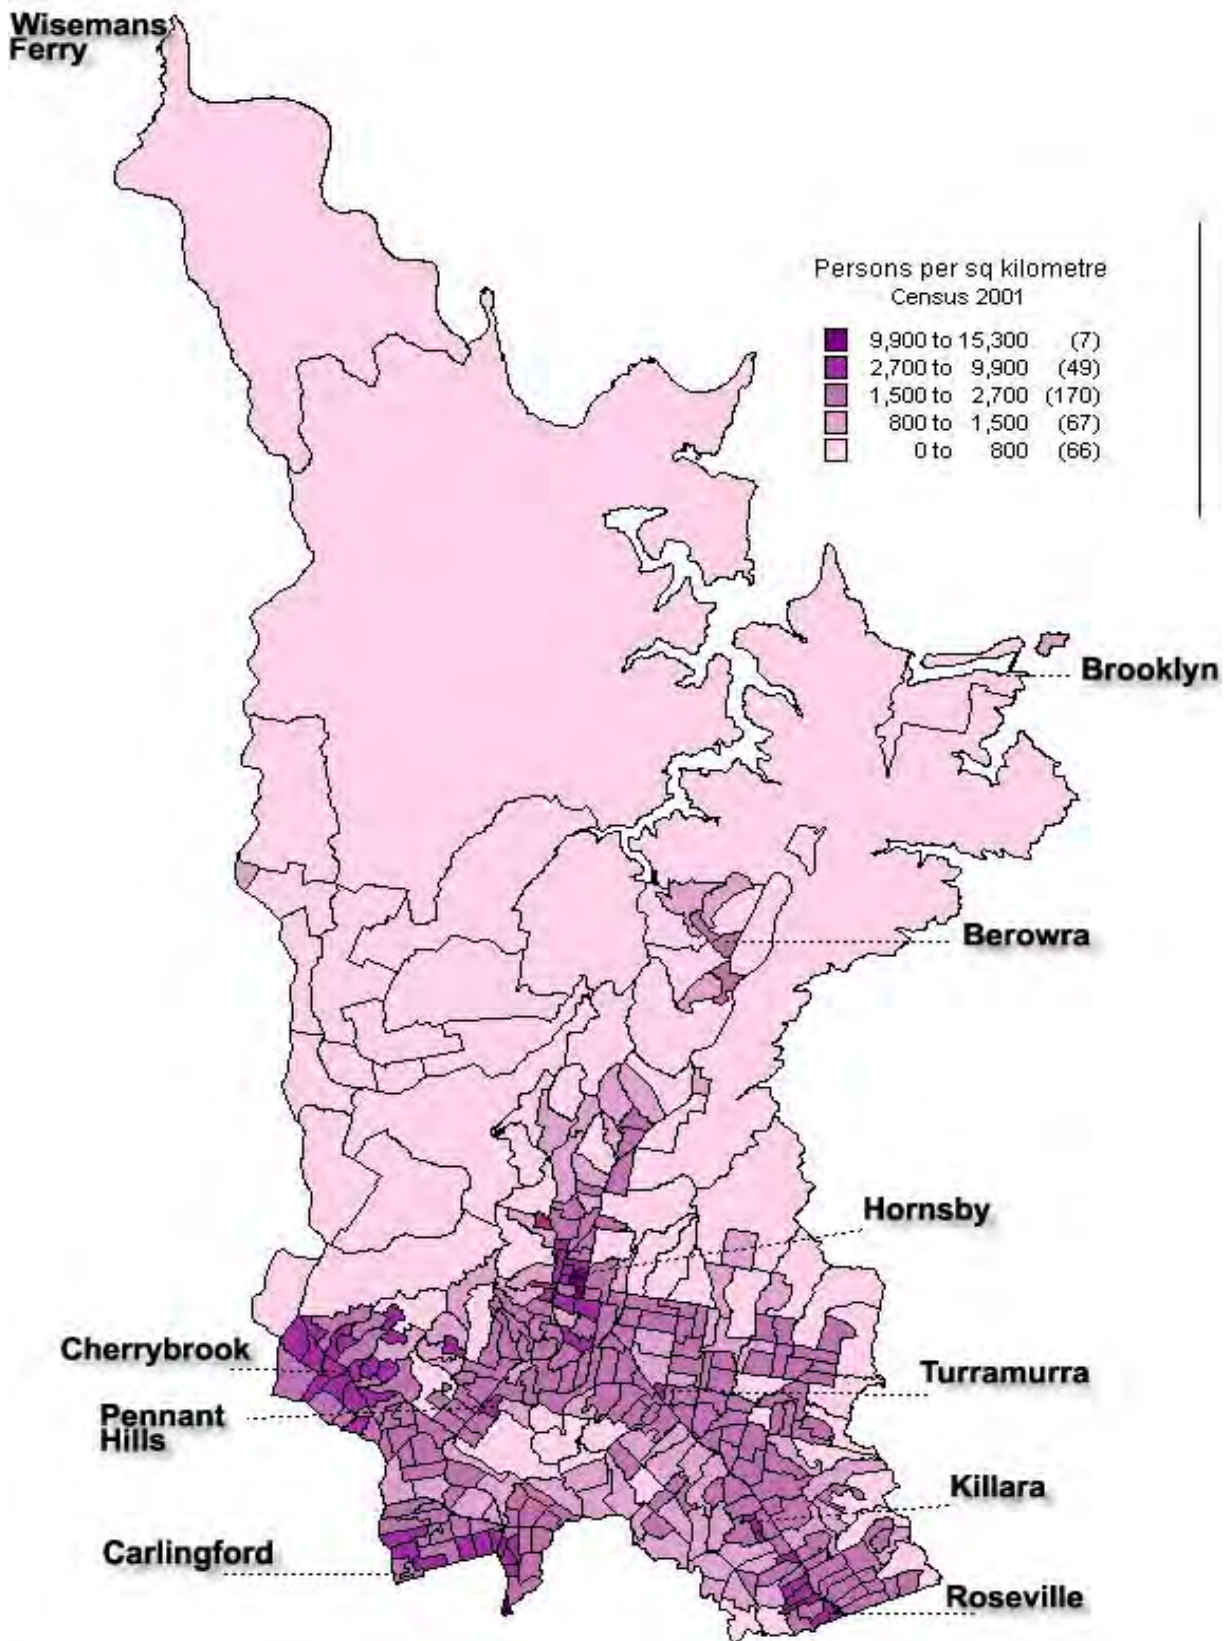 Wisemans
Ferry
Persons per sq kilometre
Census 2001
9,900 to 15,300 (7)
2,700 to 9,900 (49)
1,500 to 2,700 (170)
800 to 1,500 (67)
0 to 800 (66)
Brooklyn
Berowra
Hornsby
Cherrybrook
Turramurra
Pennant
Hills
Killara
Carlingford
Roseville